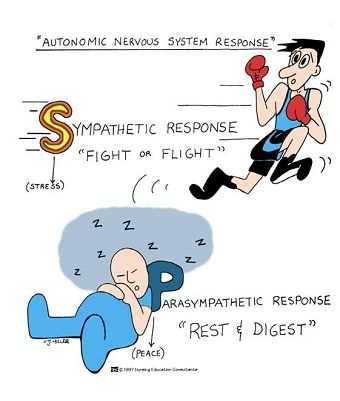 "AUTONOMIC NERVOUS SYSTEM RESPONSE"
SYMPATHETIC RESPONSE
"FIGHT OR FLIGHT"
(STRESS)
Z Z Z
Z Z
Z Z
PARASYMPATHETIC RESPONSE
"REST & DIGEST"
(PEACE)
C.J. MILLER
© 1997 Nursing Education Consultants